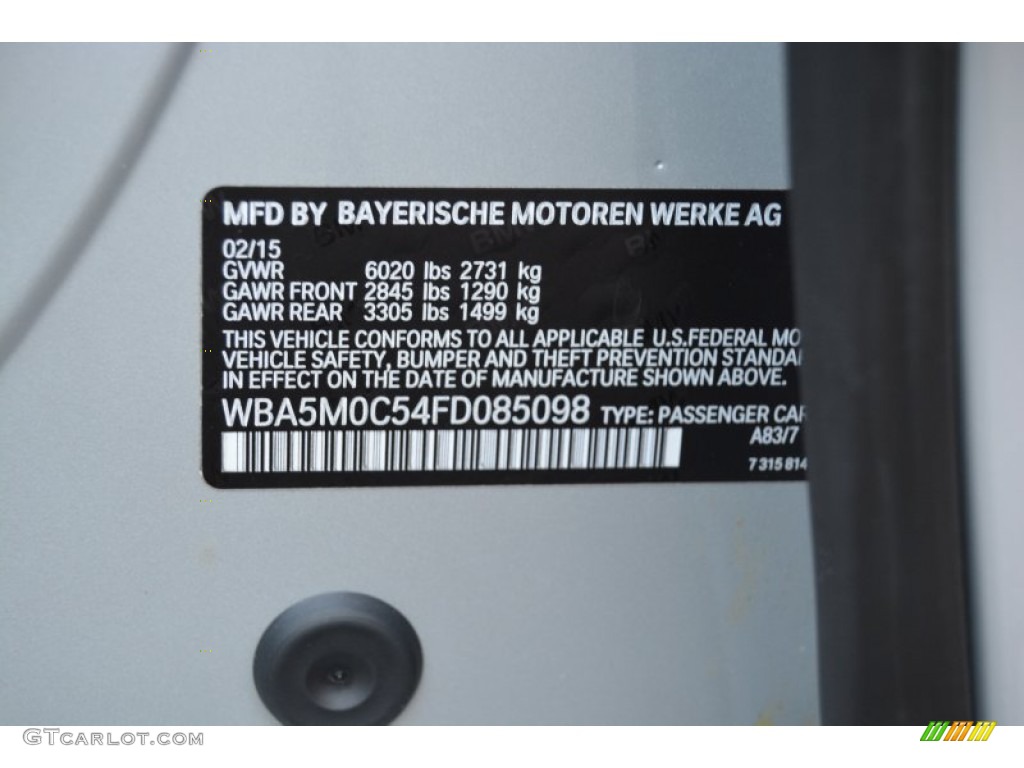 MFD BY BAYERISCHE MOTOREN WERKE AG
02/15
GVWR 6020 lbs 2731 kg
GAWR FRONT 2845 lbs 1290 kg
GAWR REAR 3305 lbs 1499 kg
THIS VEHICLE CONFORMS TO ALL APPLICABLE U.S.FEDERAL MO
VEHICLE SAFETY, BUMPER AND THEFT PREVENTION STANDA
IN EFFECT ON THE DATE OF MANUFACTURE SHOWN ABOVE.
WBA5M0C54FD085098 TYPE: PASSENGER CAR
A83/7
7 315 814
GTcarlot.com